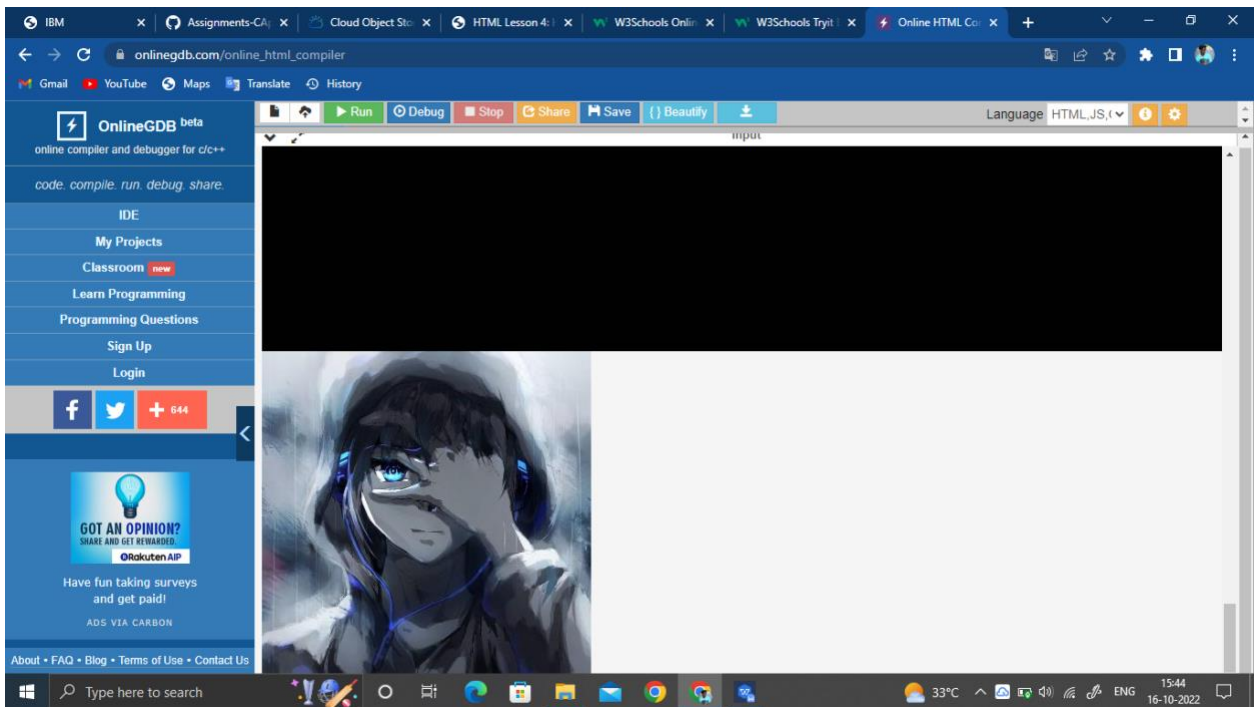 IBM
Assignments-CA
Cloud Object Sto
HTML Lesson 4:
W3Schools Onlin
W3Schools Tryit
Online HTML Co
onlinegdb.com/online_html_compiler
Gmail YouTube Maps Translate History
OnlineGDB beta
online compiler and debugger for c/c++
code. compile. run. debug. share.
IDE
My Projects
Classroom new
Learn Programming
Programming Questions
Sign Up
Login
644
GOT AN OPINION?
SHARE AND GET REWARDED.
Rakuten AIP
Have fun taking surveys
and get paid!
ADS VIA CARBON
About • FAQ • Blog • Terms of Use • Contact Us
Run Debug Stop Share Save {} Beautify
Language HTML,JS,
input
Type here to search
33°C
ENG
15:44
16-10-2022